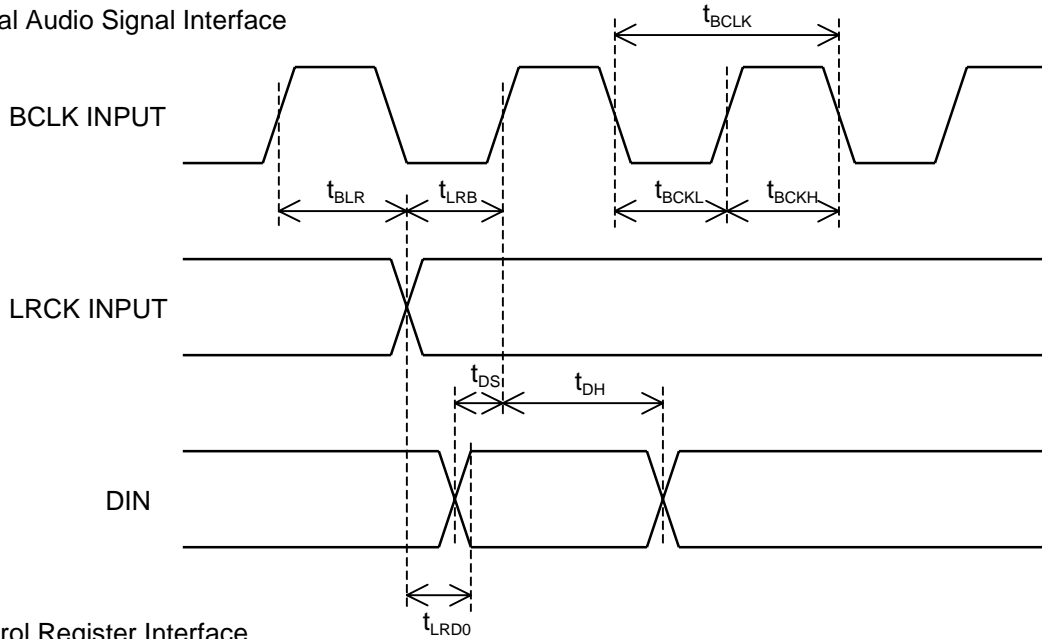 al Audio Signal Interface
tBCLK
BCLK INPUT
tBLR
tLRB
tBCKL
tBCKH
LRCK INPUT
tDS
tDH
DIN
tLRD0
rol Register Interface